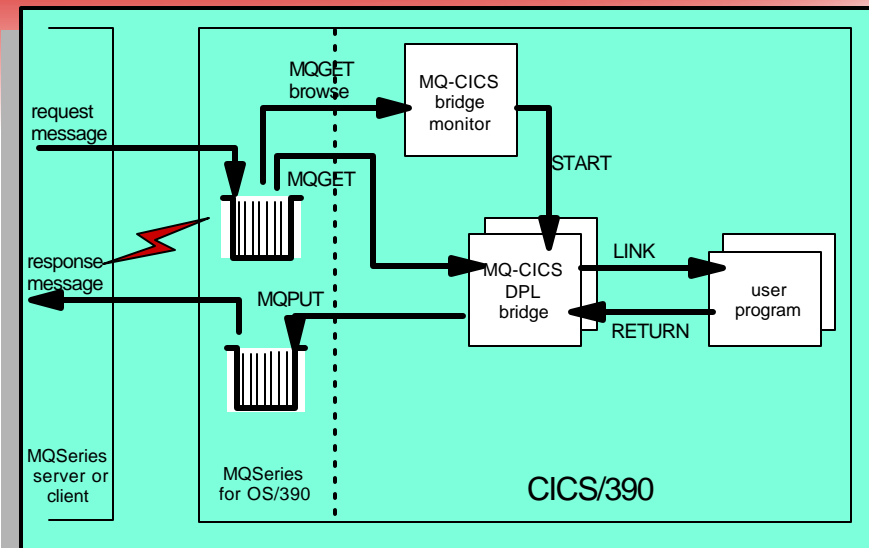 request
message
MQGET
browse
MQ-CICS
bridge
monitor
START
MQGET
response
message
MQPUT
MQ-CICS
DPL
bridge
LINK
RETURN
user
program
MQSeries
server or
client
MQSeries
for OS/390
CICS/390